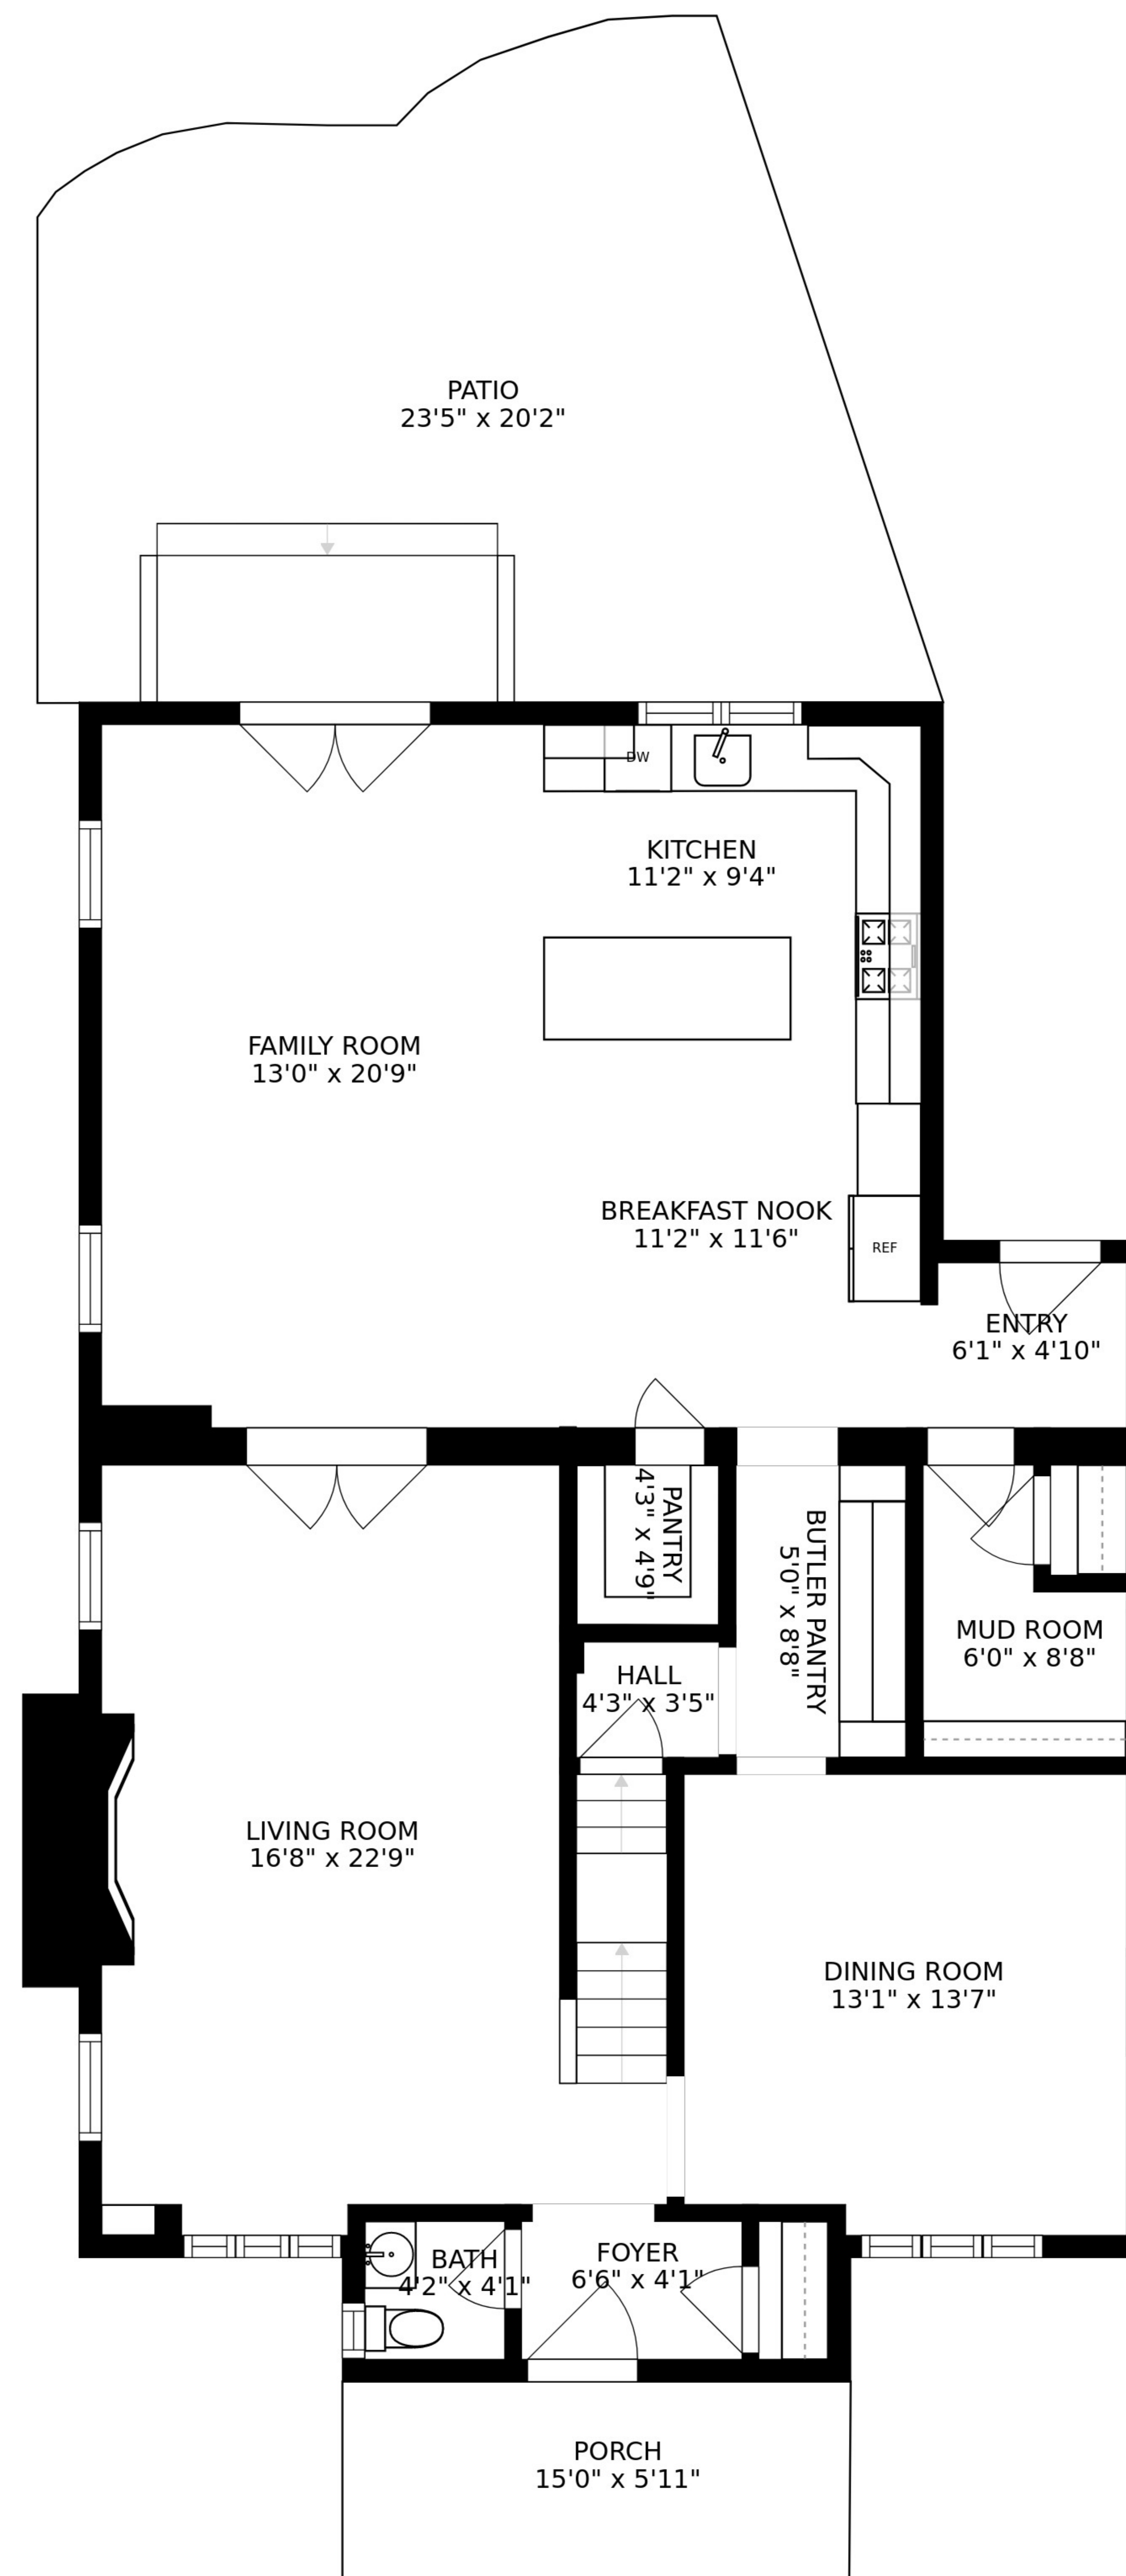 PATIO
23'5" x 20'2"
DW
KITCHEN
11'2" x 9'4"
FAMILY ROOM
13'0" x 20'9"
BREAKFAST NOOK
11'2" x 11'6"
REF
ENTRY
6'1" x 4'10"
PANTRY
4'3" x 4'9"
BUTLER PANTRY
5'0" x 8'8"
MUD ROOM
6'0" x 8'8"
HALL
4'3" x 3'5"
LIVING ROOM
16'8" x 22'9"
DINING ROOM
13'1" x 13'7"
BATH
4'2" x 4'1"
FOYER
6'6" x 4'1"
PORCH
15'0" x 5'11"